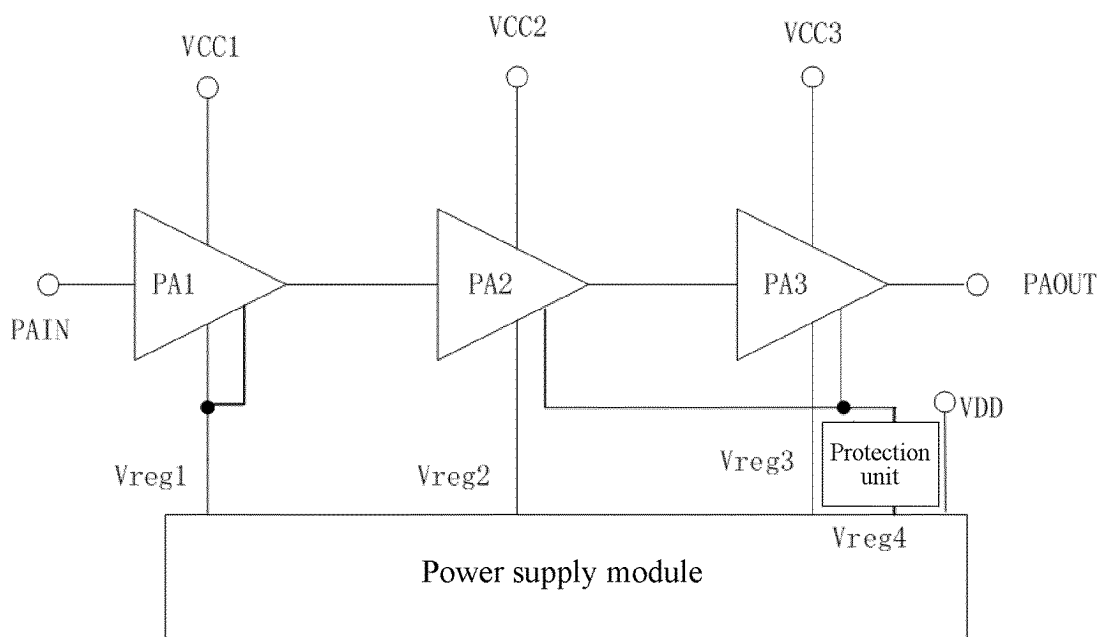 VCC1
VCC2
VCC3
PA1
PA2
PA3
PAIN
PAOUT
VDD
Vreg1
Vreg2
Vreg3
Protection
unit
Vreg4
Power supply module